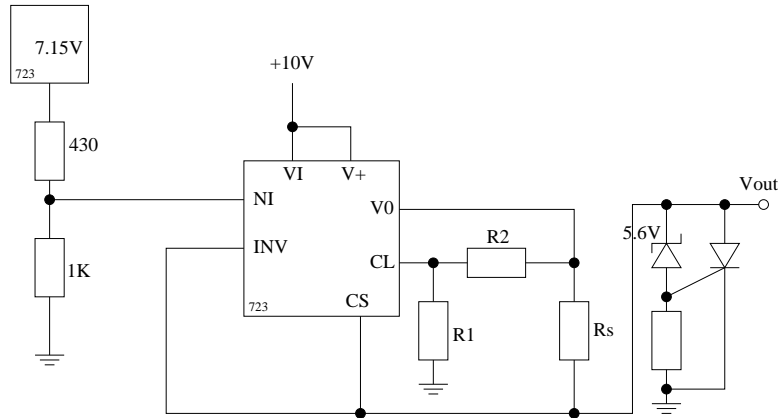 7.15V
723
+10V
430
VI
V+
Vout
NI
V0
5.6V
R2
INV
CL
1K
CS
723
R1
Rs